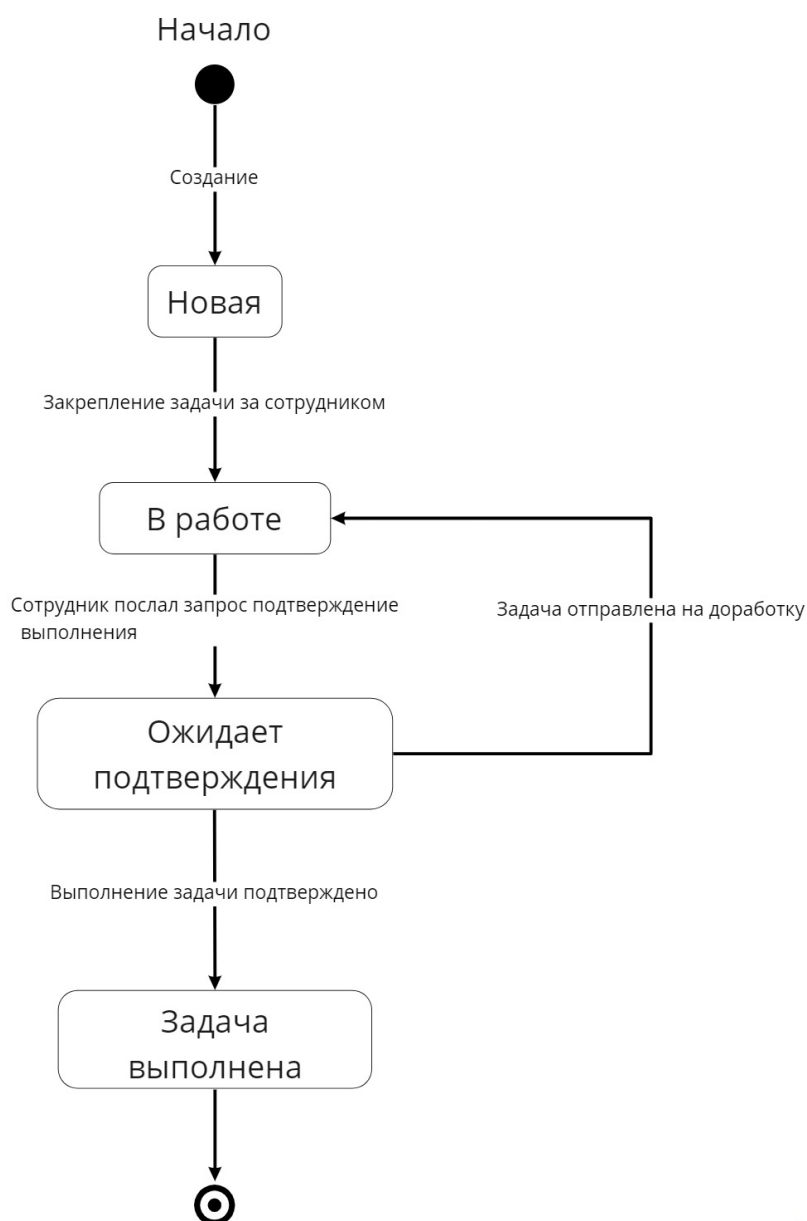 Начало
Создание
Новая
Закрепление задачи за сотрудником
В работе
Сотрудник послал запрос подтверждение
выполнения
Задача отправлена на доработку
Ожидает
подтверждения
Выполнение задачи подтверждено
Задача
выполнена